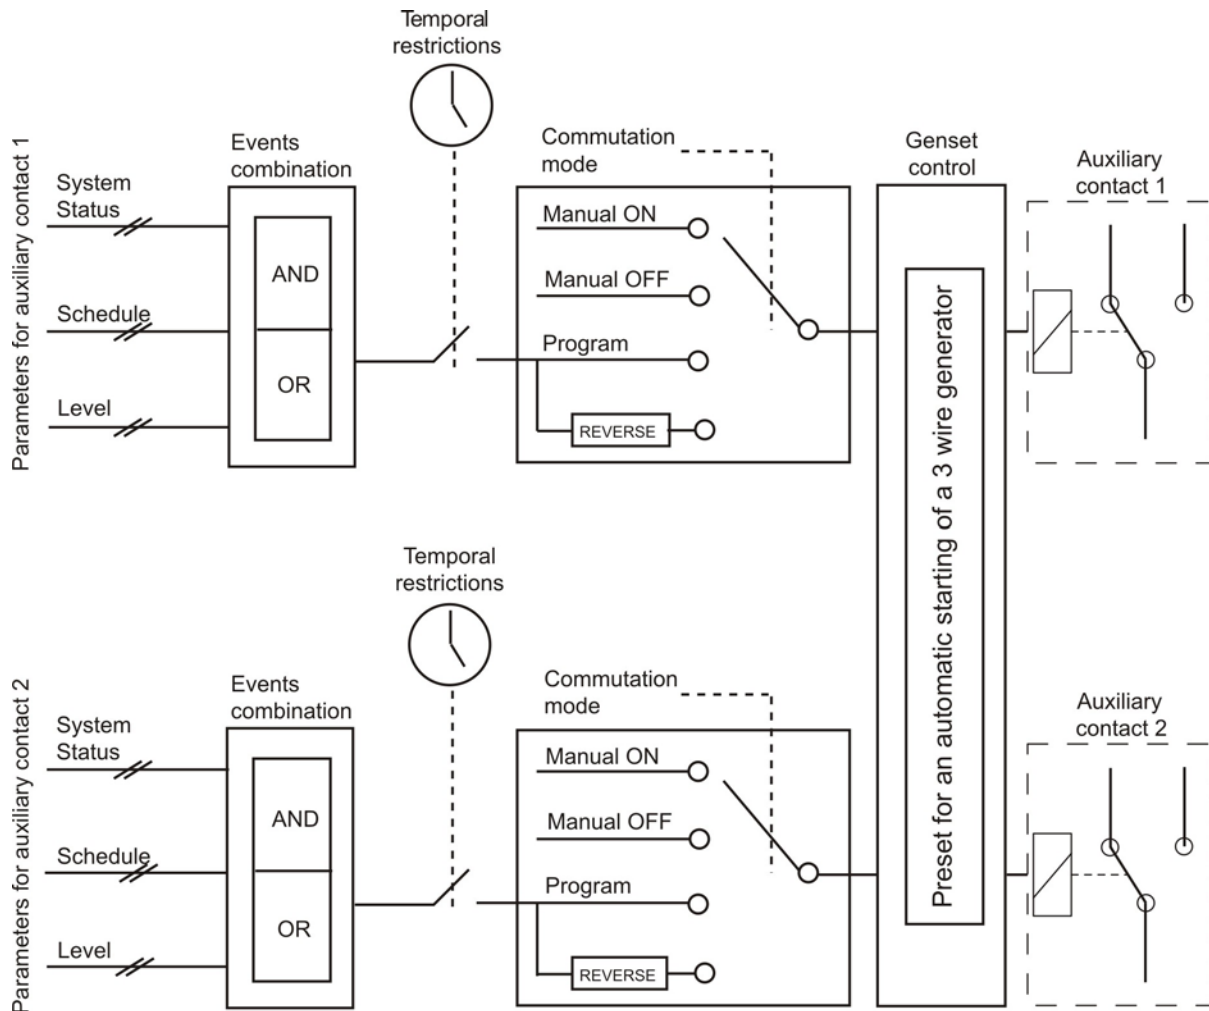 Temporal
restrictions
Parameters for auxiliary contact 1
System
Status
Schedule
Level
Events
combination
AND
OR
Commutation
mode
Manual ON
Manual OFF
Program
REVERSE
Genset
control
Preset for an automatic starting of a 3 wire generator
Auxiliary
contact 1
Temporal
restrictions
Parameters for auxiliary contact 2
System
Status
Schedule
Level
Events
combination
AND
OR
Commutation
mode
Manual ON
Manual OFF
Program
REVERSE
Auxiliary
contact 2